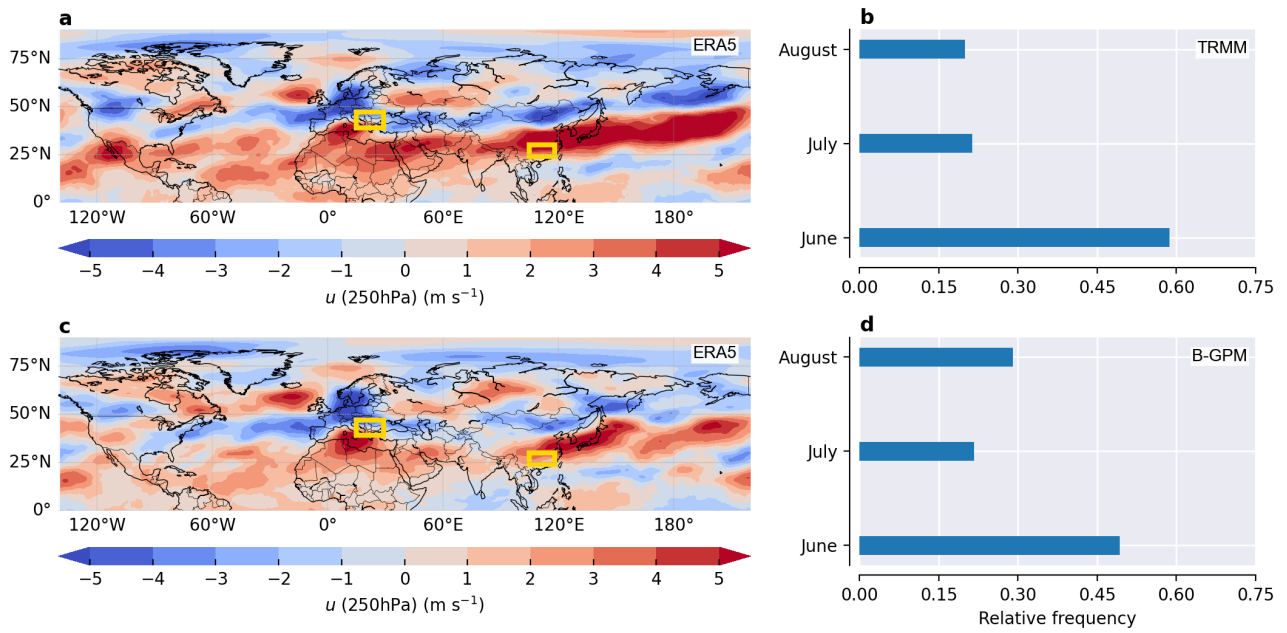 a
ERA5
75°N
50°N
25°N
0°
120°W 60°W 0° 60°E 120°E 180°
−5 −4 −3 −2 −1 0 1 2 3 4 5
u (250hPa) (m s⁻¹)
b
TRMM
August
July
June
0.00 0.15 0.30 0.45 0.60 0.75
c
ERA5
75°N
50°N
25°N
0°
120°W 60°W 0° 60°E 120°E 180°
−5 −4 −3 −2 −1 0 1 2 3 4 5
u (250hPa) (m s⁻¹)
d
B-GPM
August
July
June
0.00 0.15 0.30 0.45 0.60 0.75
Relative frequency